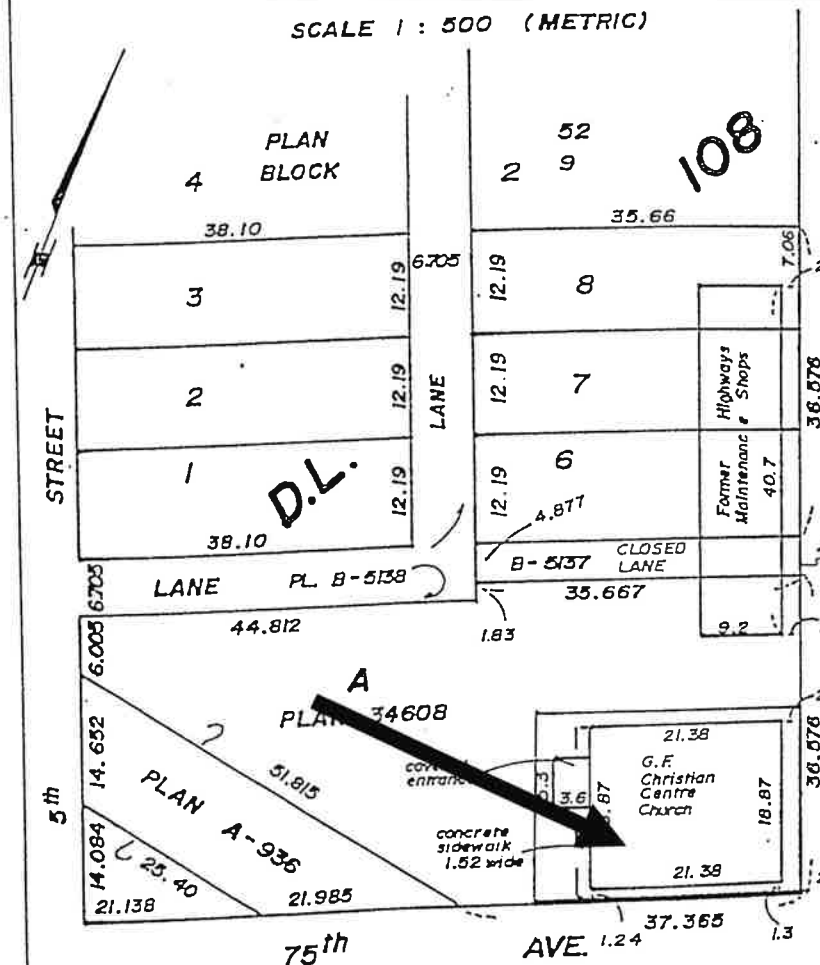 SCALE 1 : 500 (METRIC)
PLAN
BLOCK
4
52
2 9
108
38.10
35.66
7.06
6.705
3
12.19
12.19
8
2
12.19
LANE
12.19
7
Former Highways
Maintenance Shops
40.7
36.576
STREET
1
D.L.
12.19
12.19
6
4.877
38.10
B-5137 CLOSED
LANE
6.705
LANE PL. B-5138
35.667
1.83
9.2
44.812
6.005
A
PLAN 34608
21.38
G.F.
Christian
Centre
Church
entrance
3.6
18.87
36.576
14.652
51.815
PLAN A-936
concrete
sidewalk
1.52 wide
5th
14.084
25.40
21.138
21.985
21.38
37.365
1.24
1.3
75th AVE.